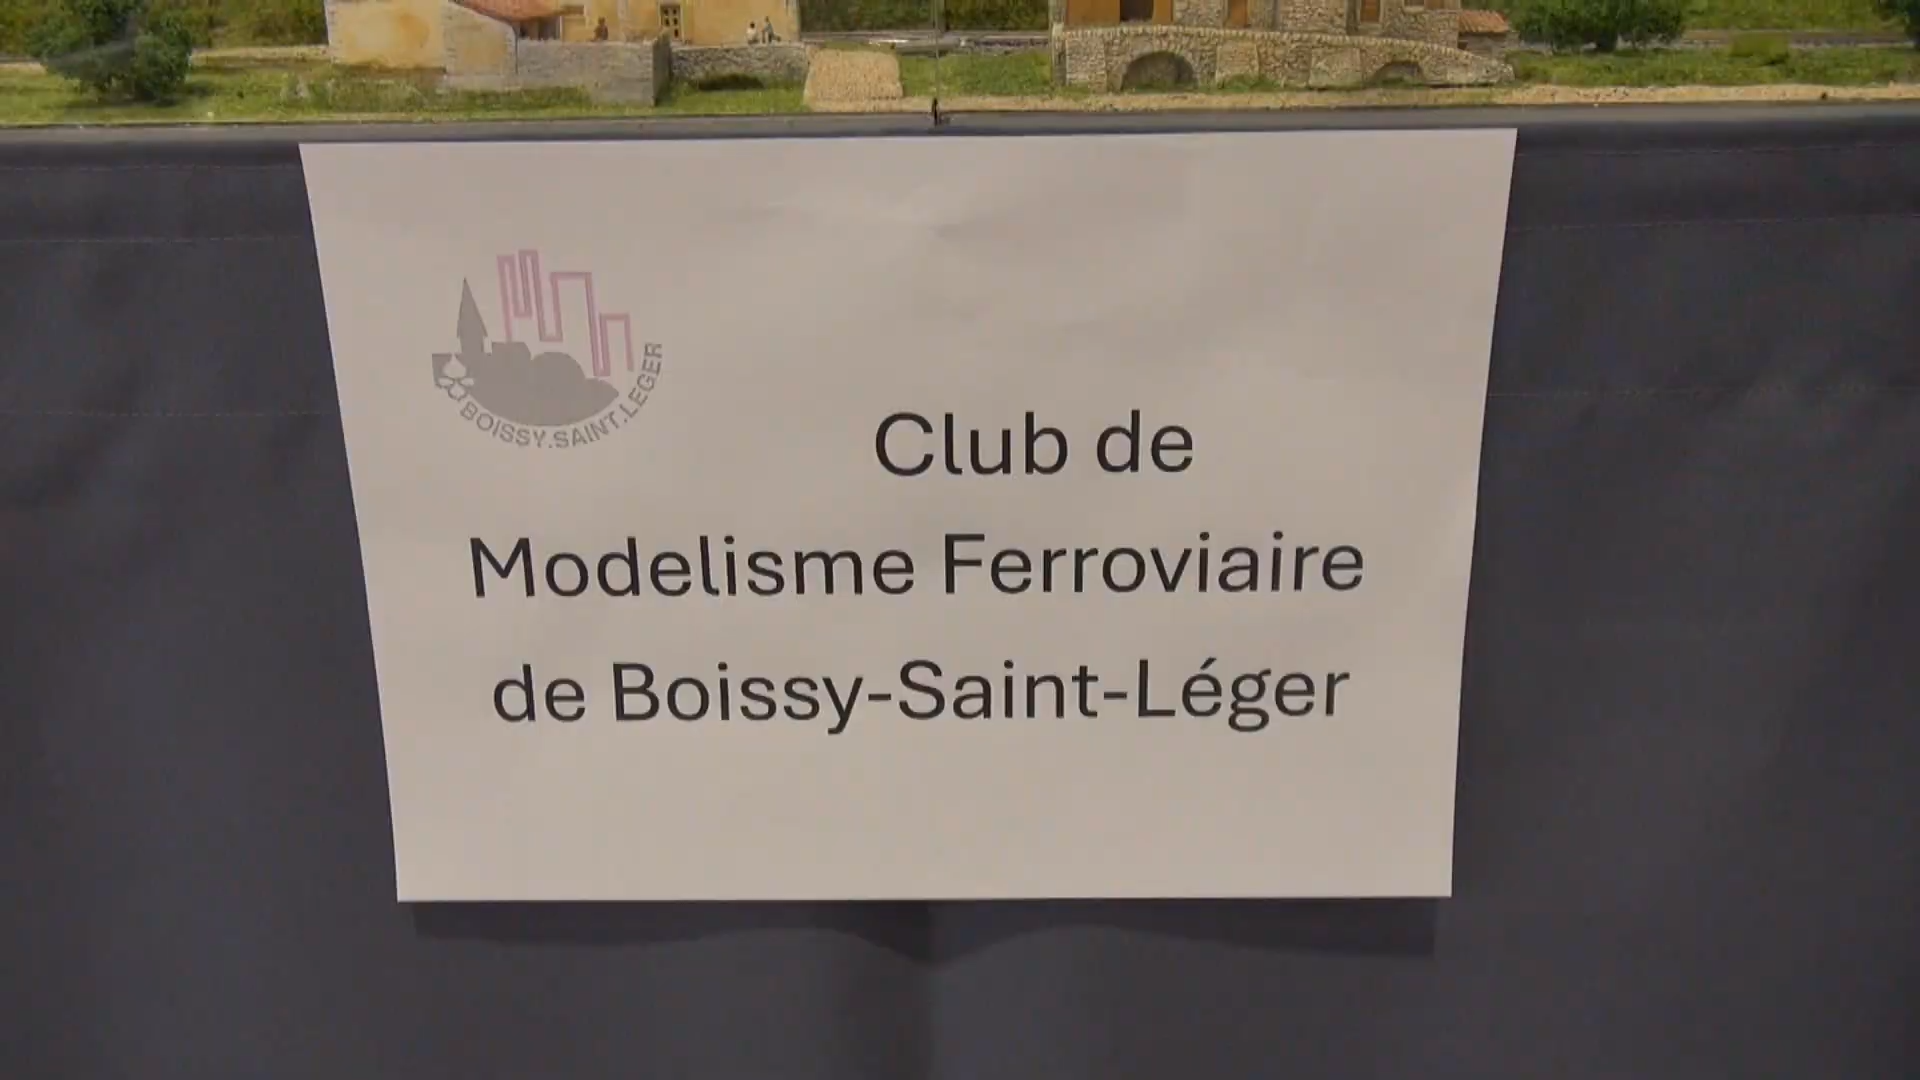 BOISSY.SAINT.LEGER
Club de
Modelisme Ferroviaire
de Boissy-Saint-Léger